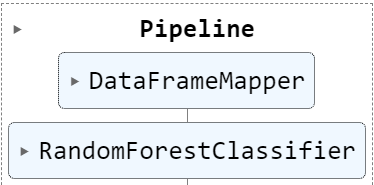 Pipeline
DataFrameMapper
RandomForestClassifier